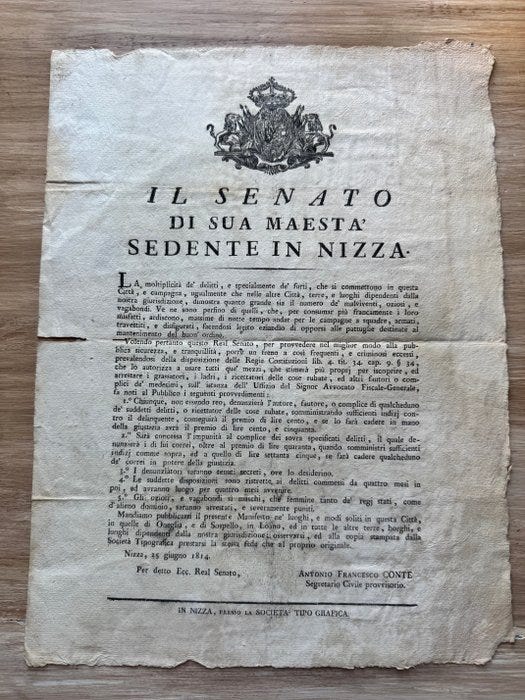 IL SENATO
DI SUA MAESTA'
SEDENTE IN NIZZA.
LA, moltiplicità de' delitti, e specialmente de' furti, che si commettono in questa
Città, e campagna, ugualmente che nelle altre Città, terre, e luoghi dipendenti dalla
nostra giurisdizione, dimostra quanto grande sia il numero de' malviventi, oziosi, e
vagabondi. Ve ne sono perfino di quelli, che, per consumar più francamente i loro
misfatti, ardiscono, massime di notte tempo andar per le campagne a squadre, armati,
travestiti, e disfigurati, facendosi lecito eziandio di opporsi alle pattuglie destinate al
mantenimento del buon' ordine.
Volendo pertanto questo Real Senato, per provvedere nel miglior modo alla pub-
blica sicurezza, e tranquillità, porre un freno a così frequenti, e criminosi eccessi,
prevalendosi della disposizione delle Regie Costituzioni lib. 4. tit. 34. cap. 9. § 34,
che lo autorizza a usare tutti que' mezzi, che stimerà più proprj per iscoprire, ed
arrestare i grassatori, i ladri, i ricettatori delle cose rubate, ed altri fautori o com-
plici de' medesimi, sull' istanza dell' Uffizio del Signor Avvocato Fiscale-Generale,
fa noti al Pubblico i seguenti provvedimenti:
1.° Chiunque, non essendo reo, denunzierà l'autore, fautore, o complice di qualcheduno
de' suddetti delitti, o ricettatore delle cose rubate, somministrando sufficienti indizj con-
tro il delinquente, conseguirà il premio di lire cento, e se lo farà cadere in mano
della giustizia avrà il premio di lire cento, e cinquanta.
2.° Sarà concessa l'impunità al complice dei sovra specificati delitti, il quale de-
nunzierà i di lui correi, oltre al premio di lire quaranta, quando somministri sufficienti
indizj comme sopra, ed a quello di lire settanta cinque, se farà cadere qualcheduno
de' correi in potere della giustizia.
3.° I denunziatori saranno tenuti secreti, ove lo desiderino.
4.° Le suddette disposizioni sono ristrette ai delitti commessi da quattro mesi in
poi, ed avranno luogo per quattro mesi avvenire.
5.° Gli oziosi, e vagabondi sì mischi, che femmine tanto de' regj stati, come
d'alieno dominio, saranno arrestati, e severamente puniti.
Mandiamo pubblicarsi il presente Manifesto ne' luoghi, e modi soliti in questa Città,
in quelle di Oneglia, e di Sospello, in Loano, ed in tutte le altre terre, borghi, e
luoghi dipendenti dalla nostra giurisdizione, osservarsi, ed alla copia stampata dalla
Società Tipografica prestarsi la stessa fede che al proprio originale.
Nizza, 25 giugno 1814.
Per detto Ecc. Real Senato,
ANTONIO FRANCESCO CONTE
Segretario Civile provvisorio.
IN NIZZA, PRESSO LA SOCIETA' TIPOGRAFICA.